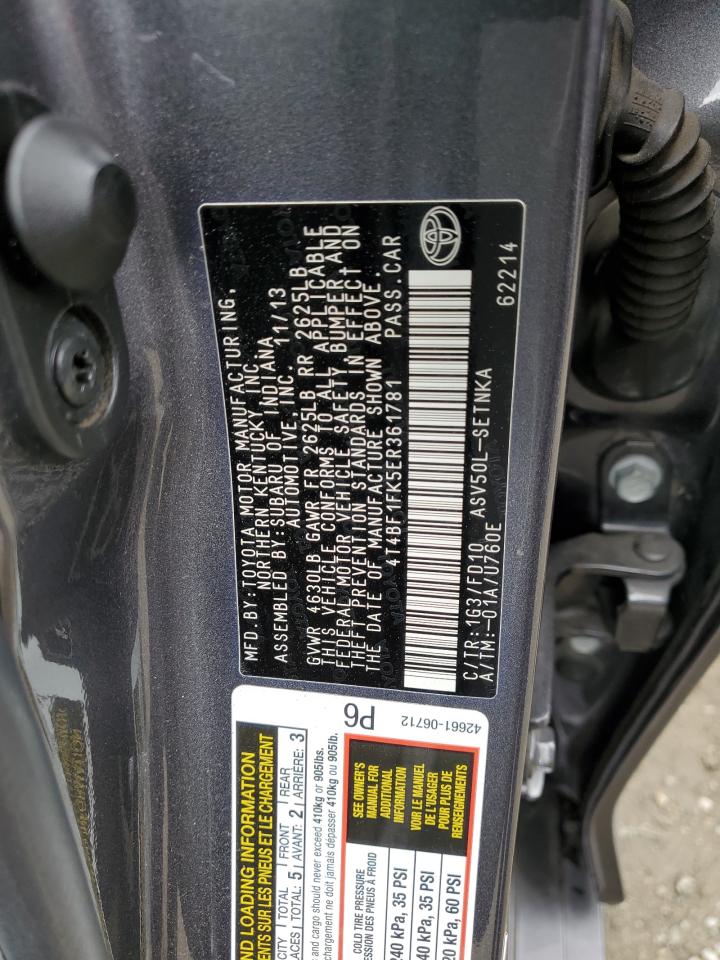 MFD. BY: TOYOTA MOTOR MANUFACTURING,
NORTHERN KENTUCKY, INC.
ASSEMBLED BY: SUBARU OF INDIANA
AUTOMOTIVE, INC. 11/13
GVWR 4630LB GAWR FR 2625LB RR 2625LB
THIS VEHICLE CONFORMS TO ALL APPLICABLE
FEDERAL MOTOR VEHICLE SAFETY, BUMPER AND
THEFT PREVENTION STANDARDS IN EFFECT ON
THE DATE OF MANUFACTURE SHOWN ABOVE.
4T4BF1FK5ER361781 PASS.CAR
C/TR: 1G3/FD10 ASV50L-SETNKA
A/TM:-01A/U760E 62214
P6
42661-06712
ND LOADING INFORMATION
ENTS SUR LES PNEUS ET LE CHARGEMENT
CITY | TOTAL | FRONT | REAR
ACES | TOTAL: 5 | AVANT: 2 | ARRIÈRE: 3
s and cargo should never exceed 410kg or 905lbs.
chargement ne doit jamais dépasser 410kg ou 905lb.
COLD TIRE PRESSURE
ESSION DES PNEUS À FROID
240 kPa, 35 PSI
40 kPa, 35 PSI
20 kPa, 60 PSI
SEE OWNER'S
MANUAL FOR
ADDITIONAL
INFORMATION
VOIR LE MANUEL
DE L'USAGER
POUR PLUS DE
RENSEIGNEMENTS